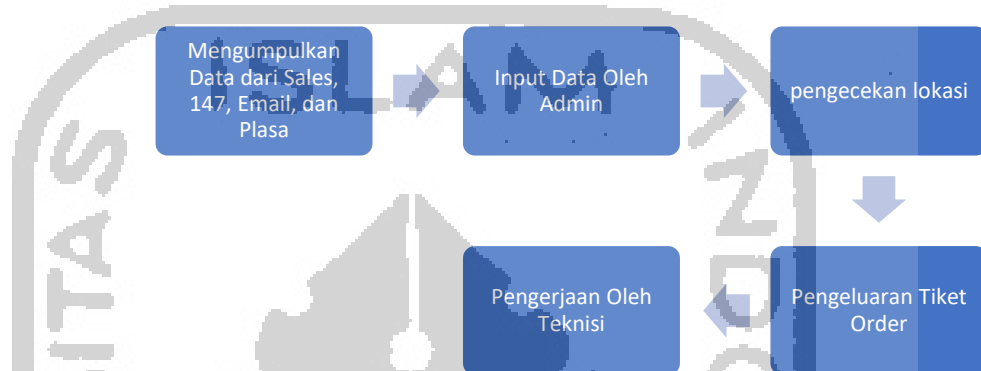 Mengumpulkan
Data dari Sales,
147, Email, dan
Plasa
Input Data Oleh
Admin
pengecekan lokasi
Pengeluaran Tiket
Order
Pengerjaan Oleh
Teknisi
ISLAM